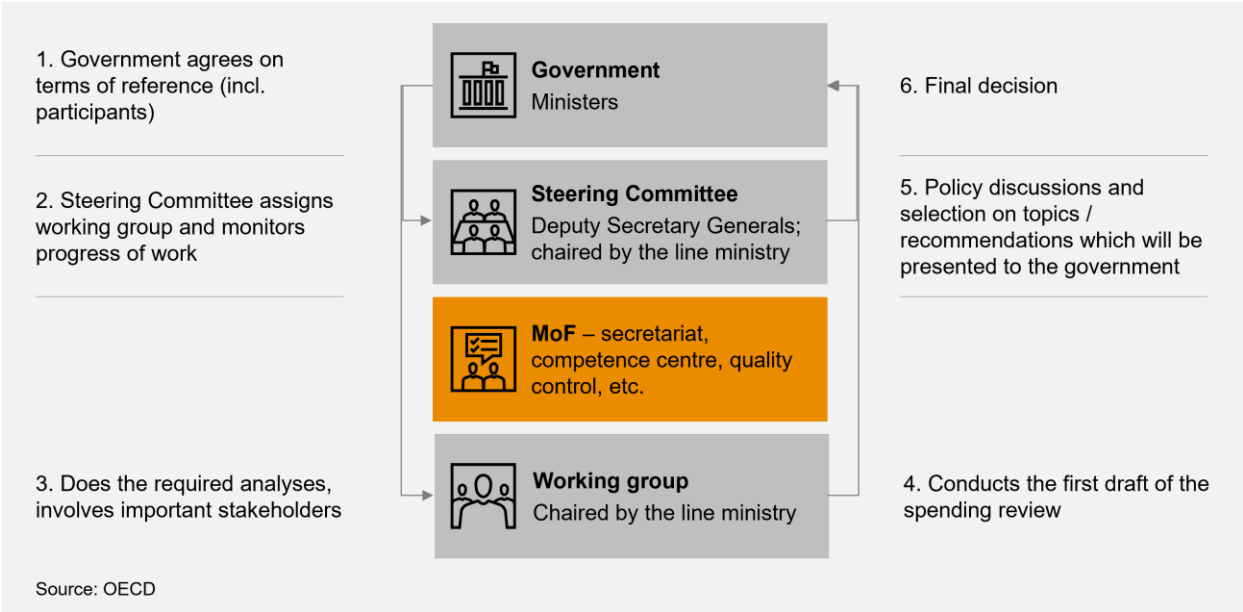 1. Government agrees on
terms of reference (incl.
participants)
Government
Ministers
6. Final decision
2. Steering Committee assigns
working group and monitors
progress of work
Steering Committee
Deputy Secretary Generals;
chaired by the line ministry
5. Policy discussions and
selection on topics /
recommendations which will be
presented to the government
MoF – secretariat,
competence centre, quality
control, etc.
3. Does the required analyses,
involves important stakeholders
Working group
Chaired by the line ministry
4. Conducts the first draft of the
spending review
Source: OECD